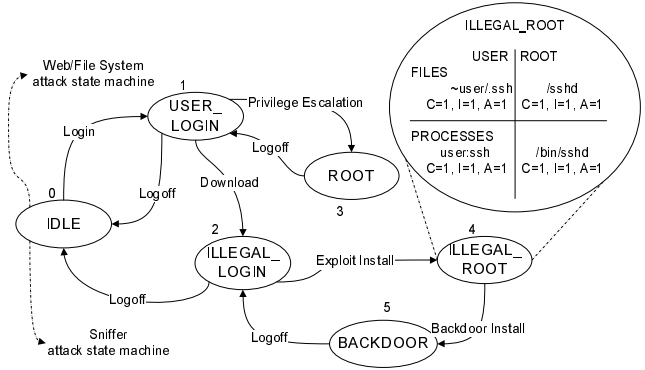 Web/File System
attack state machine
ILLEGAL_ROOT
USER ROOT
FILES
~user/.ssh
C=1, I=1, A=1
/sshd
C=1, I=1, A=1
PROCESSES
user:ssh
C=1, I=1, A=1
/bin/sshd
C=1, I=1, A=1
1
USER_
LOGIN
Privilege Escalation
Login
Logoff
ROOT
3
Logoff
Download
0
IDLE
2
ILLEGAL_
LOGIN
Exploit Install
4
ILLEGAL_
ROOT
Logoff
5
BACKDOOR
Backdoor Install
Logoff
Sniffer
attack state machine